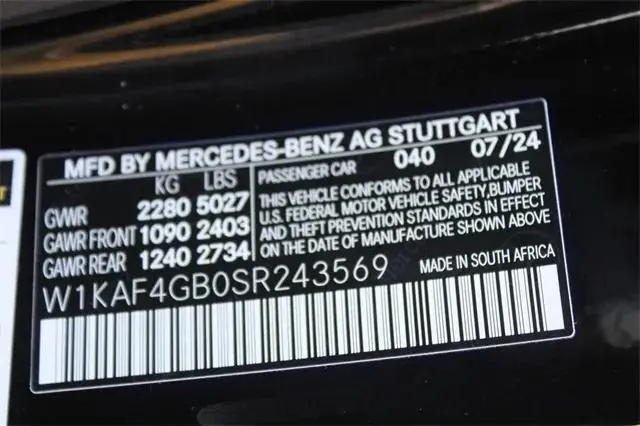 MFD BY MERCEDES-BENZ AG STUTTGART
KG LBS
GVWR 2280 5027
GAWR FRONT 1090 2403
GAWR REAR 1240 2734
PASSENGER CAR 040 07/24
THIS VEHICLE CONFORMS TO ALL APPLICABLE
U.S. FEDERAL MOTOR VEHICLE SAFETY, BUMPER
AND THEFT PREVENTION STANDARDS IN EFFECT
ON THE DATE OF MANUFACTURE SHOWN ABOVE
W1KAF4GB0SR243569
MADE IN SOUTH AFRICA